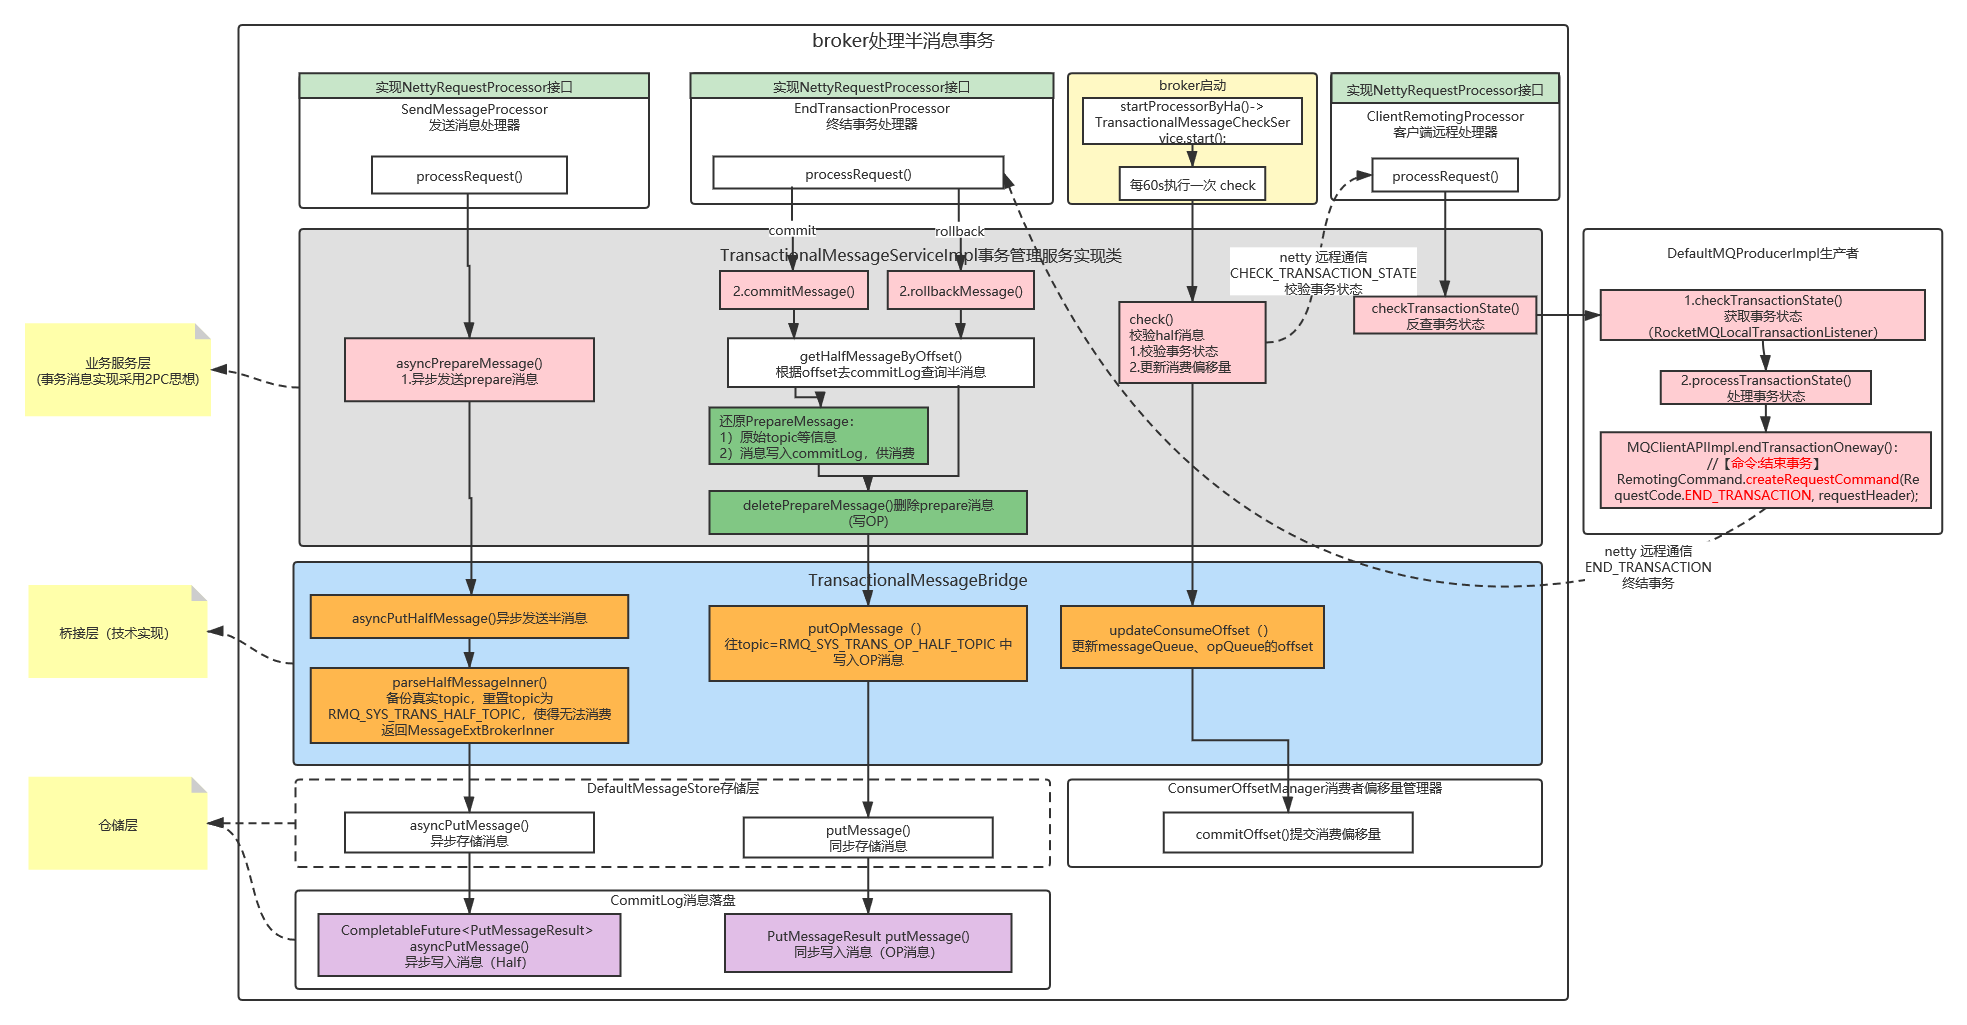 broker处理半消息事务
实现NettyRequestProcessor接口
SendMessageProcessor
发送消息处理器
processRequest()
实现NettyRequestProcessor接口
EndTransactionProcessor
终结事务处理器
processRequest()
broker启动
startProcessorByHa()->
TransactionalMessageCheckSer
vice.start();
每60s执行一次 check
实现NettyRequestProcessor接口
ClientRemotingProcessor
客户端远程处理器
processRequest()
commit
rollback
TransactionalMessageServiceImpl事务管理服务实现类
2.commitMessage()
2.rollbackMessage()
netty 远程通信
CHECK_TRANSACTION_STATE
校验事务状态
checkTransactionState()
反查事务状态
check()
校验half消息
1.校验事务状态
2.更新消费偏移量
asyncPrepareMessage()
1.异步发送prepare消息
getHalfMessageByOffset()
根据offset去commitLog查询半消息
还原PrepareMessage：
1）原始topic等信息
2）消息写入commitLog，供消费
deletePrepareMessage()删除prepare消息
(写OP)
DefaultMQProducerImpl生产者
1.checkTransactionState()
获取事务状态
（RocketMQLocalTransactionListener）
2.processTransactionState()
处理事务状态
MQClientAPIImpl.endTransactionOneway()：
//【命令:结束事务】
RemotingCommand.createRequestCommand(Re
questCode.END_TRANSACTION, requestHeader);
netty 远程通信
END_TRANSACTION
终结事务
业务服务层
(事务消息实现采用2PC思想)
TransactionalMessageBridge
asyncPutHalfMessage()异步发送半消息
parseHalfMessageInner()
备份真实topic，重置topic为
RMQ_SYS_TRANS_HALF_TOPIC，使得无法消费
返回MessageExtBrokerInner
putOpMessage（）
往topic=RMQ_SYS_TRANS_OP_HALF_TOPIC 中
写入OP消息
updateConsumeOffset（）
更新messageQueue、opQueue的offset
桥接层（技术实现）
DefaultMessageStore存储层
asyncPutMessage()
异步存储消息
putMessage()
同步存储消息
ConsumerOffsetManager消费者偏移量管理器
commitOffset()提交消费偏移量
仓储层
CommitLog消息落盘
CompletableFuture<PutMessageResult>
asyncPutMessage()
异步写入消息（Half）
PutMessageResult putMessage()
同步写入消息（OP消息）